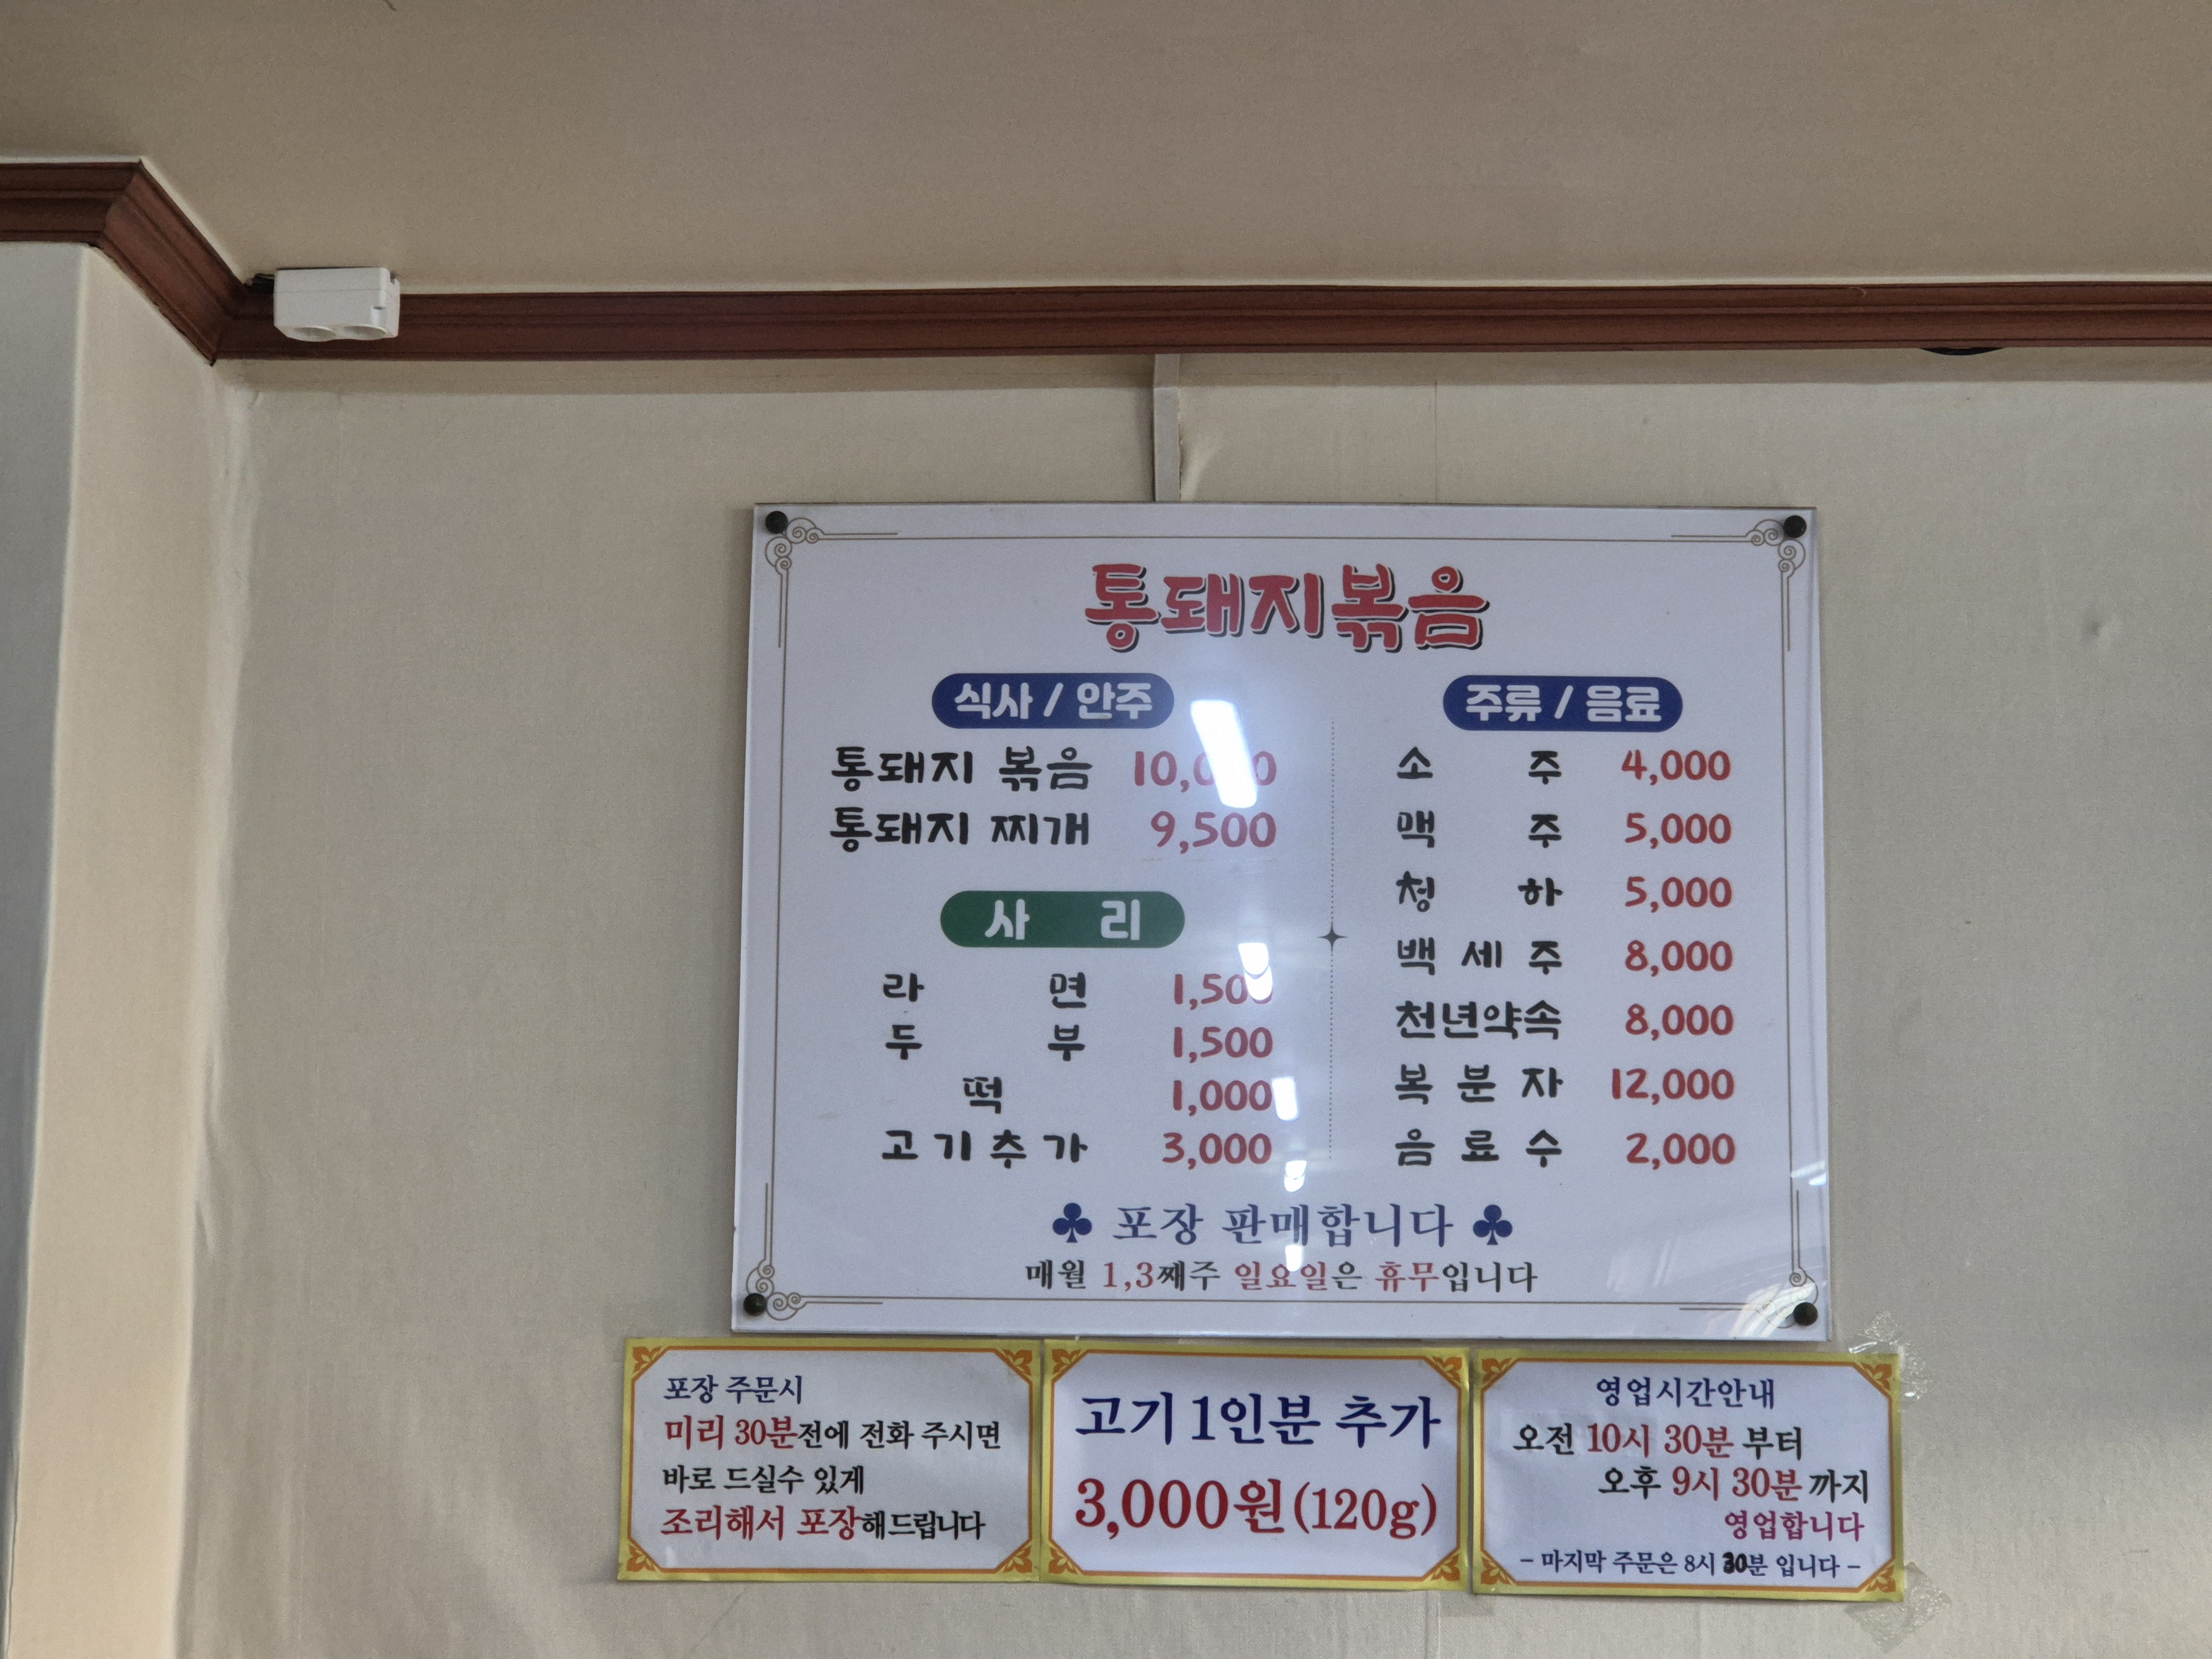 통돼지볶음
식사 / 안주
통돼지 볶음 10,000
통돼지 찌개 9,500
사 리
라 면 1,500
두 부 1,500
떡 1,000
고기추가 3,000
주류 / 음료
소 주 4,000
맥 주 5,000
청 하 5,000
백 세 주 8,000
천년약속 8,000
복 분 자 12,000
음 료 수 2,000
♣ 포장 판매합니다 ♣
매월 1,3째주 일요일은 휴무입니다
포장 주문시
미리 30분전에 전화 주시면
바로 드실수 있게
조리해서 포장해드립니다
고기 1인분 추가
3,000원(120g)
영업시간안내
오전 10시 30분 부터
오후 9시 30분 까지
영업합니다
- 마지막 주문은 8시 30분 입니다 -